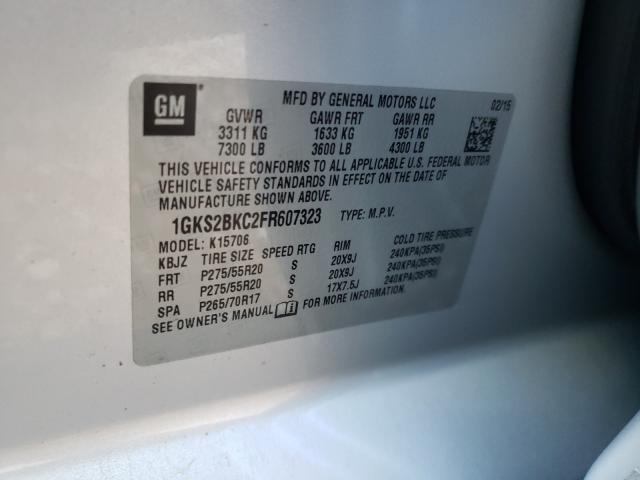 GM
MFD BY GENERAL MOTORS LLC 02/15
GVWR GAWR FRT GAWR RR
3311 KG 1633 KG 1951 KG
7300 LB 3600 LB 4300 LB
THIS VEHICLE CONFORMS TO ALL APPLICABLE U.S. FEDERAL MOTOR
VEHICLE SAFETY STANDARDS IN EFFECT ON THE DATE OF
MANUFACTURE SHOWN ABOVE.
1GKS2BKC2FR607323 TYPE: M.P.V.
MODEL: K15706
KBJZ TIRE SIZE SPEED RTG RIM COLD TIRE PRESSURE
FRT P275/55R20 S 20X9J 240KPA(35PSI)
RR P275/55R20 S 20X9J 240KPA(35PSI)
SPA P265/70R17 S 17X7.5J 240KPA(35PSI)
SEE OWNER'S MANUAL FOR MORE INFORMATION.